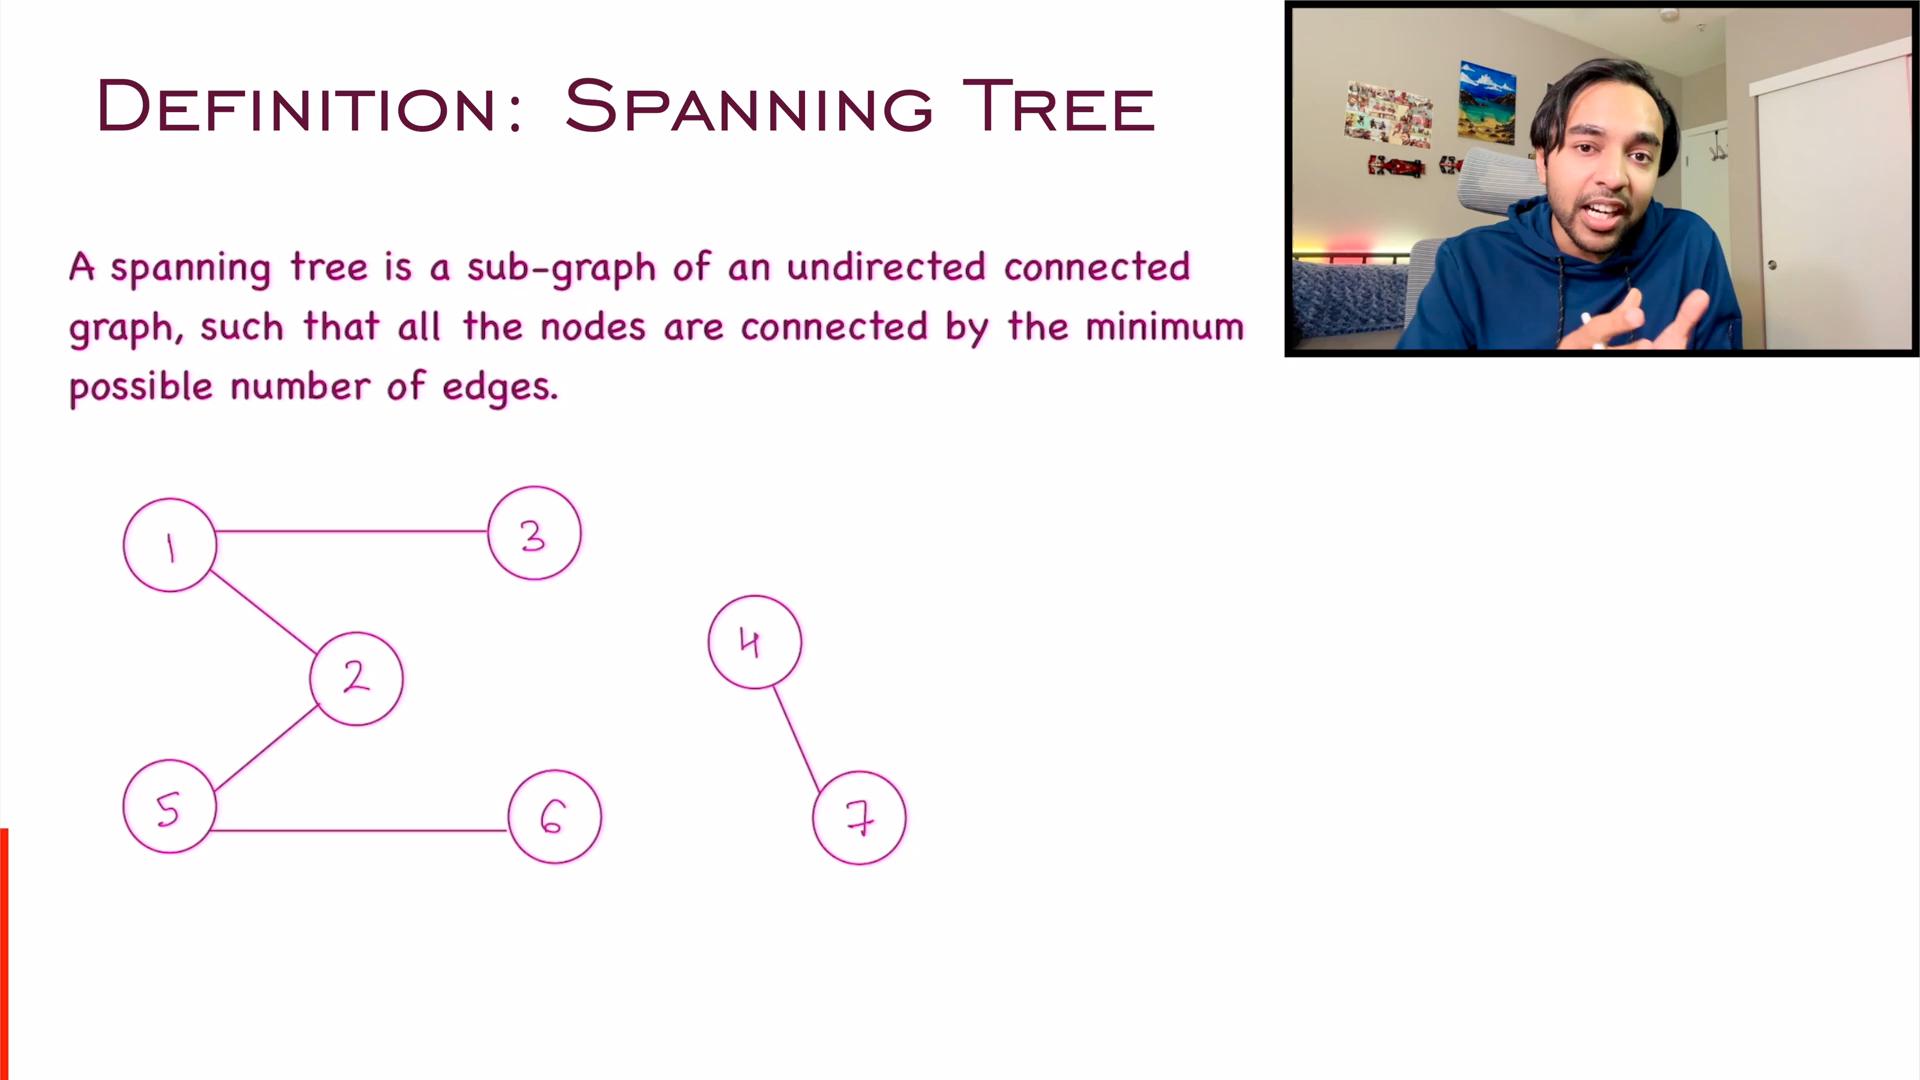 Definition: Spanning Tree
A spanning tree is a sub-graph of an undirected connected
graph, such that all the nodes are connected by the minimum
possible number of edges.
1
3
4
2
5
6
7